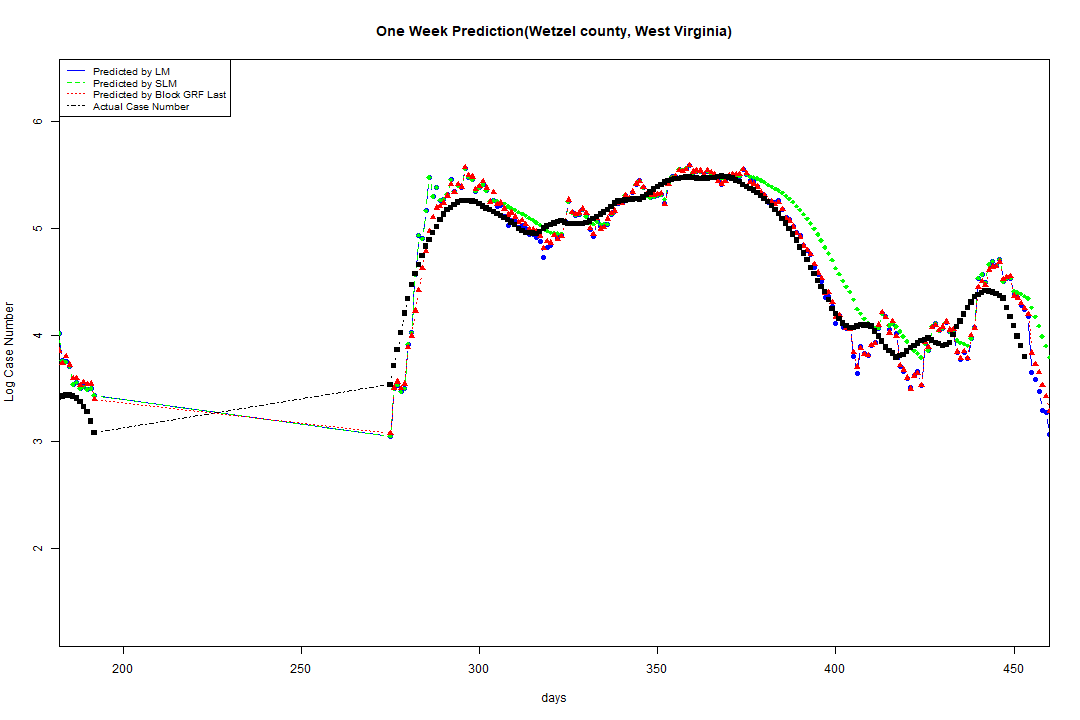 One Week Prediction(Wetzel county, West Virginia)
Predicted by LM
Predicted by SLM
Predicted by Block GRF Last
Actual Case Number
6
5
4
3
2
Log Case Number
200 250 300 350 400 450
days